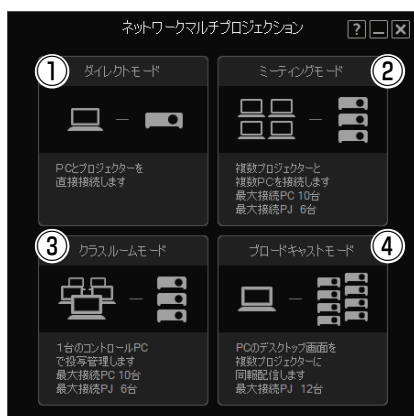 ネットワークマルチプロジェクション
?
①
ダイレクトモード
PCとプロジェクターを
直接接続します
②
ミーティングモード
複数プロジェクターと
複数PCを接続します
最大接続PC 10台
最大接続PJ 6台
③
クラスルームモード
1台のコントロールPC
で投写管理します
最大接続PC 10台
最大接続PJ 6台
④
ブロードキャストモード
PCのデスクトップ画面を
複数プロジェクターに
同報配信します
最大接続PJ 12台